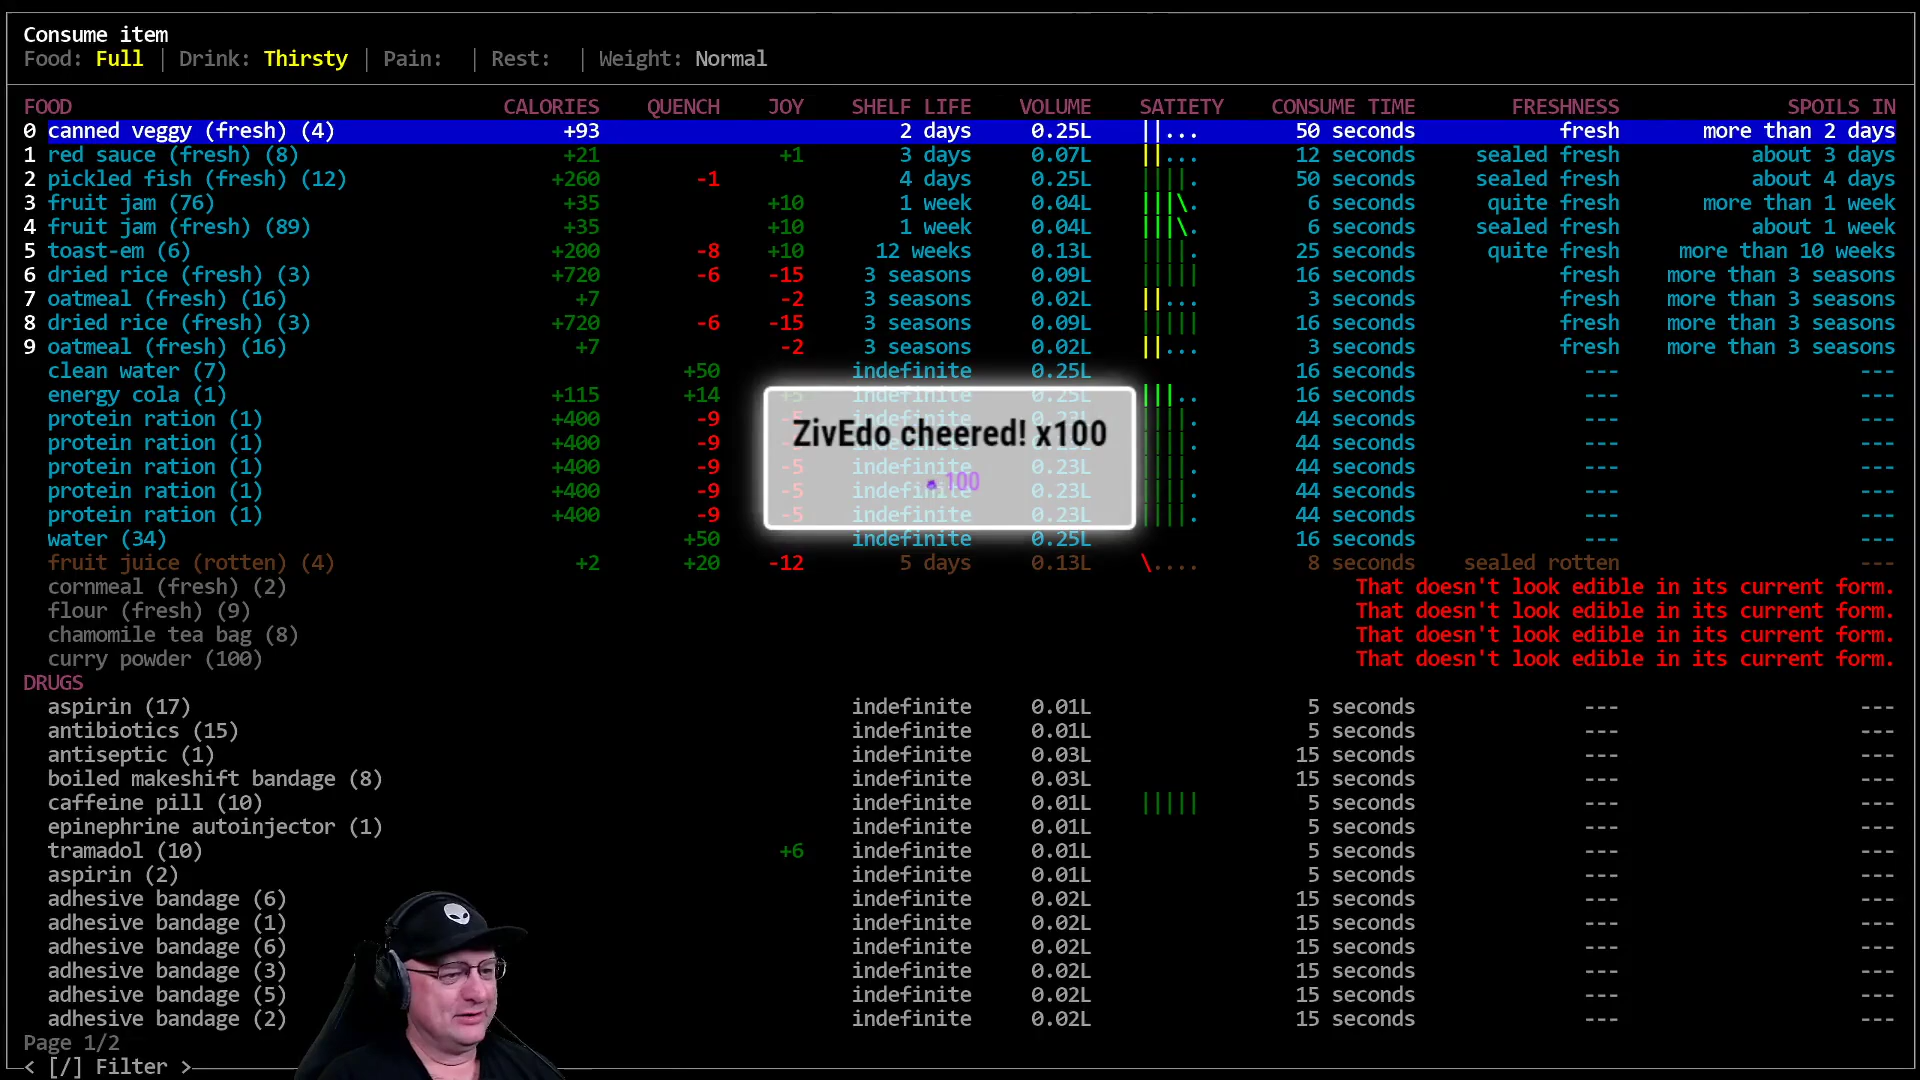 Consume item
Food: Full | Drink: Thirsty | Pain: | Rest: | Weight: Normal
FOOD CALORIES QUENCH JOY SHELF LIFE VOLUME SATIETY CONSUME TIME FRESHNESS SPOILS IN
0 canned veggy (fresh) (4) +93 2 days 0.25L ||... 50 seconds fresh more than 2 days
1 red sauce (fresh) (8) +21 +1 3 days 0.07L ||... 12 seconds sealed fresh about 3 days
2 pickled fish (fresh) (12) +260 -1 4 days 0.25L ||||. 50 seconds sealed fresh about 4 days
3 fruit jam (76) +35 +10 1 week 0.04L |||\. 6 seconds quite fresh more than 1 week
4 fruit jam (fresh) (89) +35 +10 1 week 0.04L |||\. 6 seconds sealed fresh about 1 week
5 toast-em (6) +200 -8 +10 12 weeks 0.13L ||||. 25 seconds quite fresh more than 10 weeks
6 dried rice (fresh) (3) +720 -6 -15 3 seasons 0.09L ||||| 16 seconds fresh more than 3 seasons
7 oatmeal (fresh) (16) +7 -2 3 seasons 0.02L ||... 3 seconds fresh more than 3 seasons
8 dried rice (fresh) (3) +720 -6 -15 3 seasons 0.09L ||||| 16 seconds fresh more than 3 seasons
9 oatmeal (fresh) (16) +7 -2 3 seasons 0.02L ||... 3 seconds fresh more than 3 seasons
clean water (7) +50 indefinite 0.25L 16 seconds --- ---
energy cola (1) +115 +14 +5 indefinite 0.25L |||.. 16 seconds --- ---
protein ration (1) +400 -9 -5 indefinite 0.23L ||||. 44 seconds --- ---
protein ration (1) +400 -9 ||||. 44 seconds --- ---
protein ration (1) +400 -9 -5 indefinite 0.23L ||||. 44 seconds --- ---
protein ration (1) +400 -9 -5 indefinite 0.23L ||||. 44 seconds --- ---
protein ration (1) +400 -9 -5 indefinite 0.23L ||||. 44 seconds --- ---
ZivEdo cheered! x100
100
water (34) +50 indefinite 0.25L 16 seconds --- ---
fruit juice (rotten) (4) +2 +20 -12 5 days 0.13L \.... 8 seconds sealed rotten ---
cornmeal (fresh) (2) That doesn't look edible in its current form.
flour (fresh) (9) That doesn't look edible in its current form.
chamomile tea bag (8) That doesn't look edible in its current form.
curry powder (100) That doesn't look edible in its current form.
DRUGS
aspirin (17) indefinite 0.01L 5 seconds --- ---
antibiotics (15) indefinite 0.01L 5 seconds --- ---
antiseptic (1) indefinite 0.03L 15 seconds --- ---
boiled makeshift bandage (8) indefinite 0.03L 15 seconds --- ---
caffeine pill (10) indefinite 0.01L ||||| 5 seconds --- ---
epinephrine autoinjector (1) indefinite 0.01L 5 seconds --- ---
tramadol (10) +6 indefinite 0.01L 5 seconds --- ---
aspirin (2) indefinite 0.01L 5 seconds --- ---
adhesive bandage (6) indefinite 0.02L 15 seconds --- ---
adhesive bandage (1) indefinite 0.02L 15 seconds --- ---
adhesive bandage (6) indefinite 0.02L 15 seconds --- ---
adhesive bandage (3) indefinite 0.02L 15 seconds --- ---
adhesive bandage (5) indefinite 0.02L 15 seconds --- ---
adhesive bandage (2) indefinite 0.02L 15 seconds --- ---
Page 1/2
< [/] Filter >